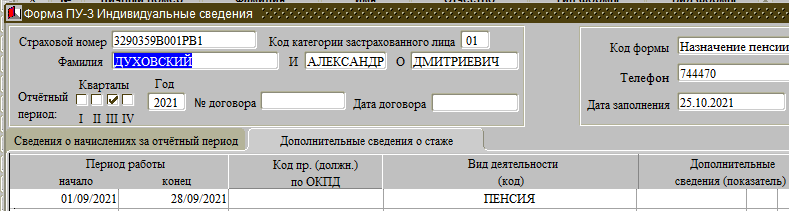 Форма ПУ-3 Индивидуальные сведения
Страховой номер 3290359B001PB1 Код категории застрахованного лица 01
Фамилия ДУХОВСКИЙ И АЛЕКСАНДР О ДМИТРИЕВИЧ
Код формы Назначение пенсии
Телефон 744470
Дата заполнения 25.10.2021
Кварталы Год
Отчётный период: I II III IV 2021 № договора Дата договора
Сведения о начислениях за отчётный период Дополнительные сведения о стаже
Период работы Код пр. (должн.) Вид деятельности Дополнительные
начало конец по ОКПД (код) сведения (показатель)
01/09/2021 28/09/2021 ПЕНСИЯ